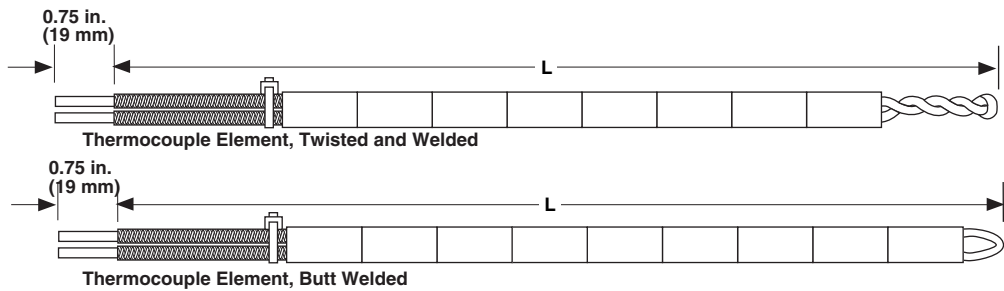 0.75 in.
(19 mm)
L
Thermocouple Element, Twisted and Welded
0.75 in.
(19 mm)
L
Thermocouple Element, Butt Welded